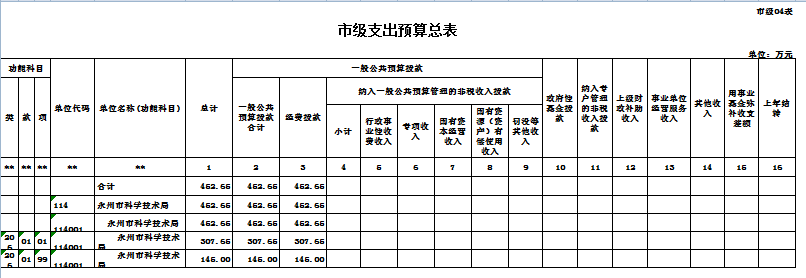 市级04表
市级支出预算总表
单位：万元
功能科目 单位代码 单位名称(功能科目) 总计 一般公共预算拨款 政府性基金拨款 纳入专户管理的非税收入拨款 上级财政补助收入 事业单位经营服务收入 其他收入 用事业基金弥补收支差额 上年结转
类 款 项 一般公共预算拨款合计 经费拨款 纳入一般公共预算管理的非税收入拨款
小计 行政事业性收费收入 专项收入 国有资本经营收入 国有资源（资产）有偿使用收入 罚没等其他收入
** ** ** ** ** 1 2 3 4 5 6 7 8 9 10 11 12 13 14 15 16
合计 462.66 462.66 462.66
114 永州市科学技术局 462.66 462.66 462.66
114001 永州市科学技术局 462.66 462.66 462.66
206 01 01 114001 永州市科学技术局 307.66 307.66 307.66
206 01 99 114001 永州市科学技术局 146.00 146.00 146.00